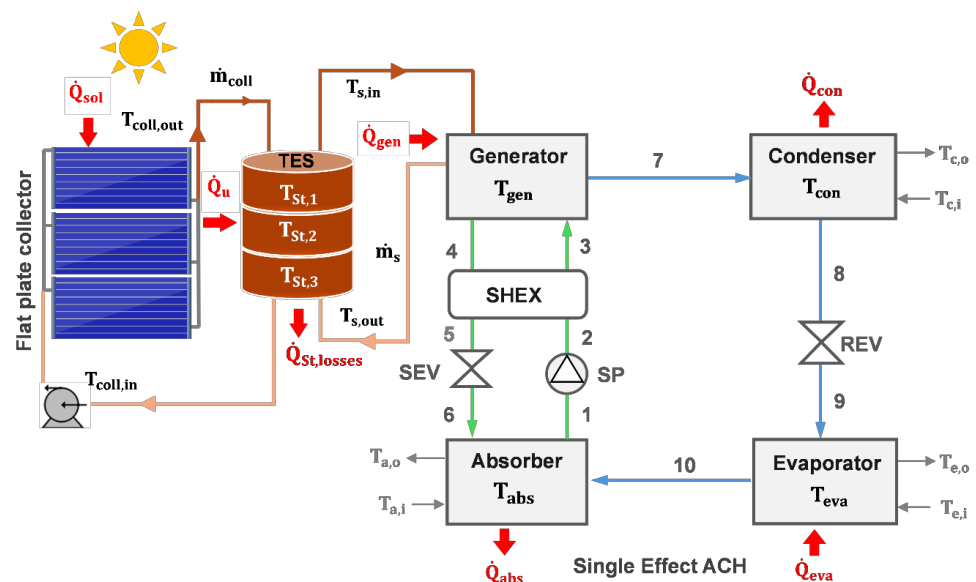 Q̇sol
ṁcoll
Tcoll,out
Ts,in
Q̇gen
Q̇con
TES
Generator
Tgen
7
Condenser
Tcon
Tc,o
Tc,i
Flat plate collector
Q̇u
TSt,1
TSt,2
TSt,3
ṁs
4
3
8
SHEX
Ts,out
5
2
Q̇St,losses
SEV
SP
REV
Tcoll,in
6
1
9
Ta,o
Absorber
Tabs
Ta,i
10
Evaporator
Teva
Te,o
Te,i
Q̇abs
Single Effect ACH
Q̇eva